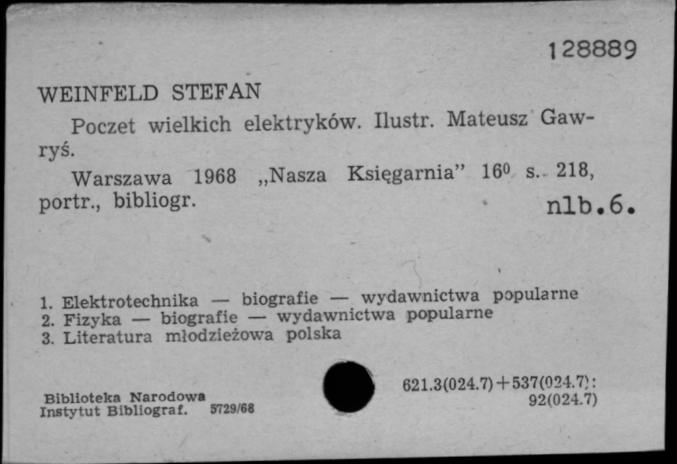 128889
WEINFELD STEFAN
Poczet wielkich elektryków. Ilustr. Mateusz Gaw-
ryś.
Warszawa 1968 „Nasza Księgarnia” 16⁰ s. 218,
portr., bibliogr.
nlb.6.
1. Elektrotechnika — biografie — wydawnictwa popularne
2. Fizyka — biografie — wydawnictwa popularne
3. Literatura młodzieżowa polska
Biblioteka Narodowa
Instytut Bibliograf. 5729/68
621.3(024.7)+537(024.7):
92(024.7)